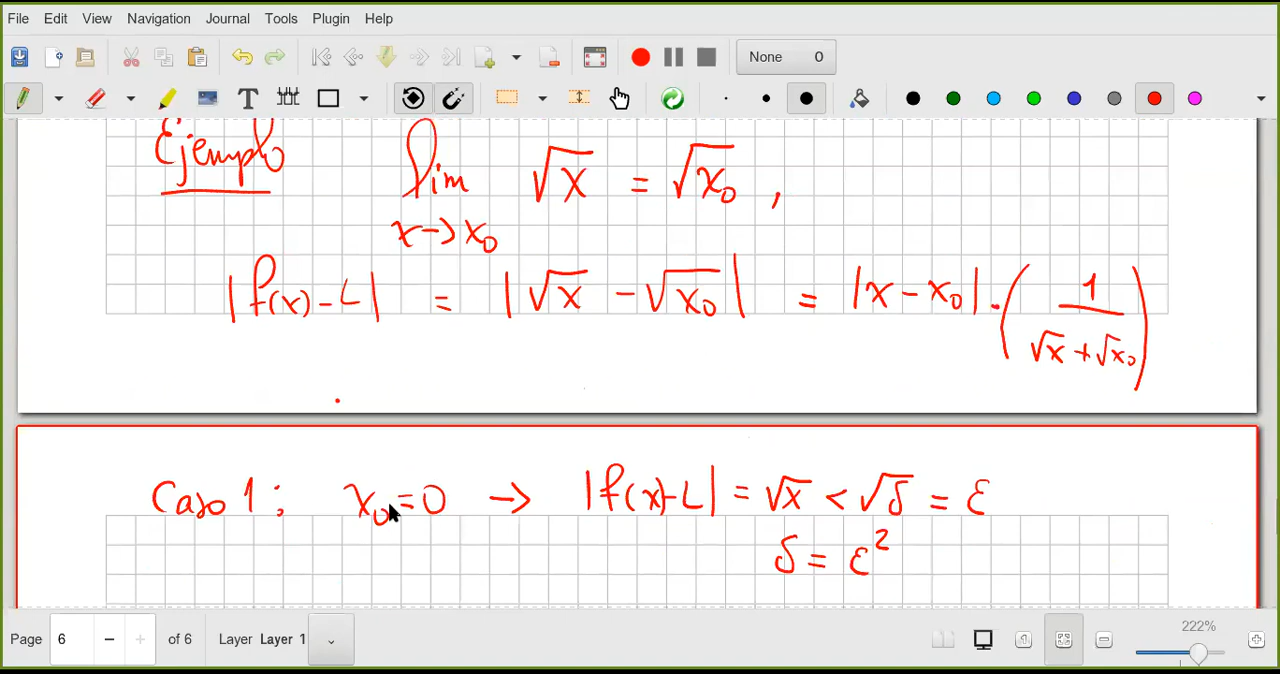 File Edit View Navigation Journal Tools Plugin Help
None 0
Ejemplo lim √x = √x₀ ,
x→x₀
|f(x)-L| = |√x - √x₀| = |x - x₀| · (1/(√x + √x₀))
Caso 1: x₀=0 → |f(x)-L| = √x < √δ = ε
δ = ε²
Page 6 of 6 Layer Layer 1 222%